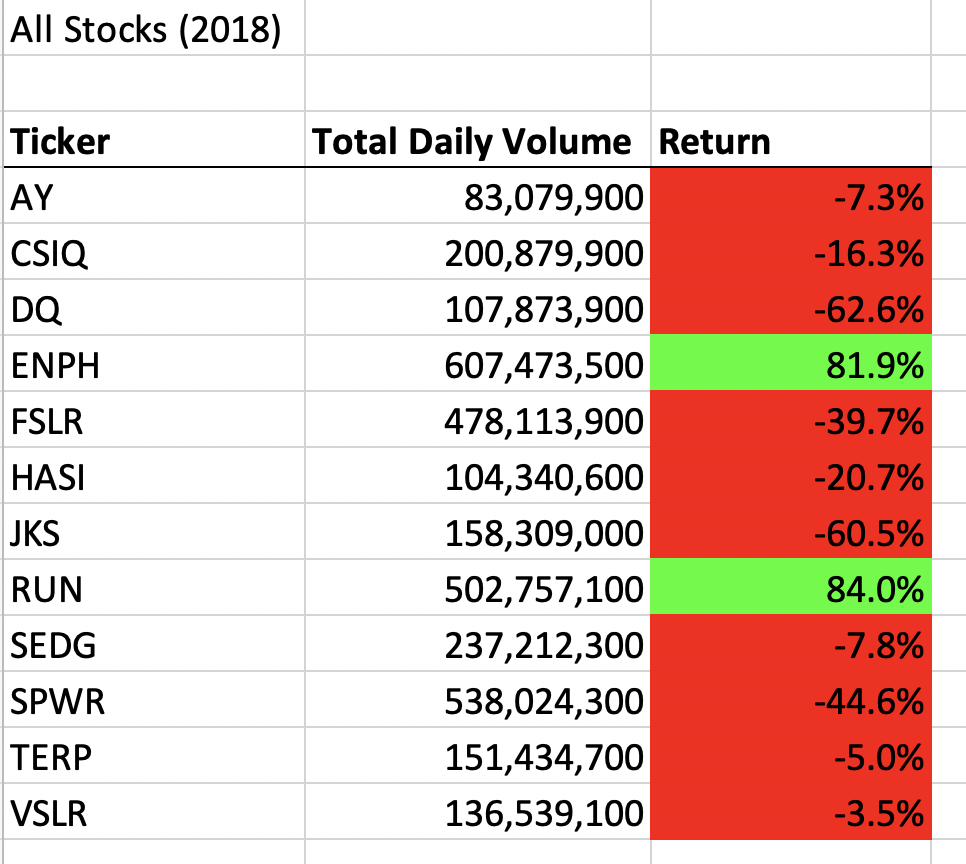 All Stocks (2018)
Ticker Total Daily Volume Return
AY 83,079,900 -7.3%
CSIQ 200,879,900 -16.3%
DQ 107,873,900 -62.6%
ENPH 607,473,500 81.9%
FSLR 478,113,900 -39.7%
HASI 104,340,600 -20.7%
JKS 158,309,000 -60.5%
RUN 502,757,100 84.0%
SEDG 237,212,300 -7.8%
SPWR 538,024,300 -44.6%
TERP 151,434,700 -5.0%
VSLR 136,539,100 -3.5%